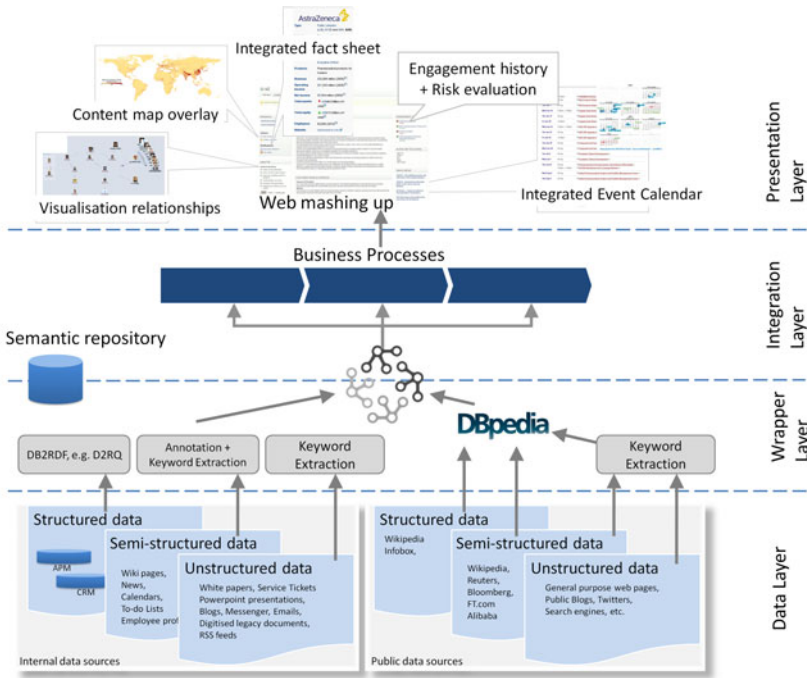 AstraZeneca
Integrated fact sheet
Engagement history
+ Risk evaluation
Content map overlay
Visualisation relationships
Web mashing up
Integrated Event Calendar
Presentation
Layer
Business Processes
Integration
Layer
Semantic repository
DBpedia
Wrapper
Layer
DB2RDF, e.g. D2RQ
Annotation +
Keyword Extraction
Keyword
Extraction
Keyword
Extraction
Data Layer
Structured data
APM
CRM
Semi-structured data
Wiki pages,
News,
Calendars,
To-do Lists
Employee prof
Unstructured data
White papers, Service Tickets
Powerpoint presentations,
Blogs, Messenger, Emails,
Digitised legacy documents,
RSS feeds
Internal data sources
Structured data
Wikipedia
Infobox,
Semi-structured data
Wikipedia,
Reuters,
Bloomberg,
FT.com
Alibaba
Unstructured data
General purpose web pages,
Public Blogs, Twitters,
Search engines, etc.
Public data sources